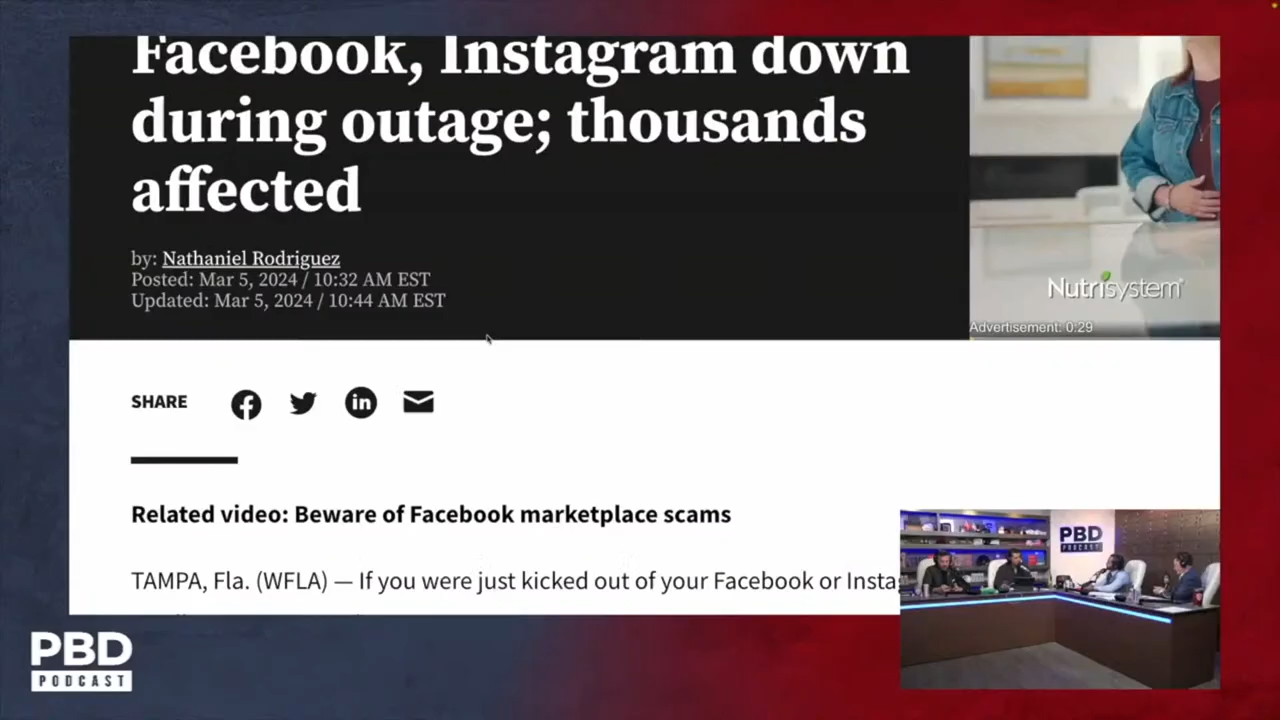 Facebook, Instagram down
during outage; thousands
affected
by: Nathaniel Rodriguez
Posted: Mar 5, 2024 / 10:32 AM EST
Updated: Mar 5, 2024 / 10:44 AM EST
Nutrisystem
Advertisement: 0:29
SHARE
Related video: Beware of Facebook marketplace scams
TAMPA, Fla. (WFLA) — If you were just kicked out of your Facebook or Insta
PBD
PODCAST
PBD
PODCAST